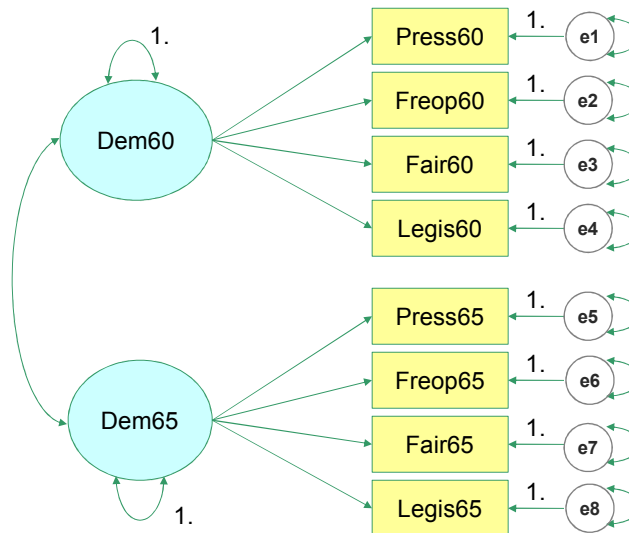 1.
Dem60
Press60
1.
e1
Freop60
1.
e2
Fair60
1.
e3
Legis60
1.
e4
Dem65
1.
Press65
1.
e5
Freop65
1.
e6
Fair65
1.
e7
Legis65
1.
e8